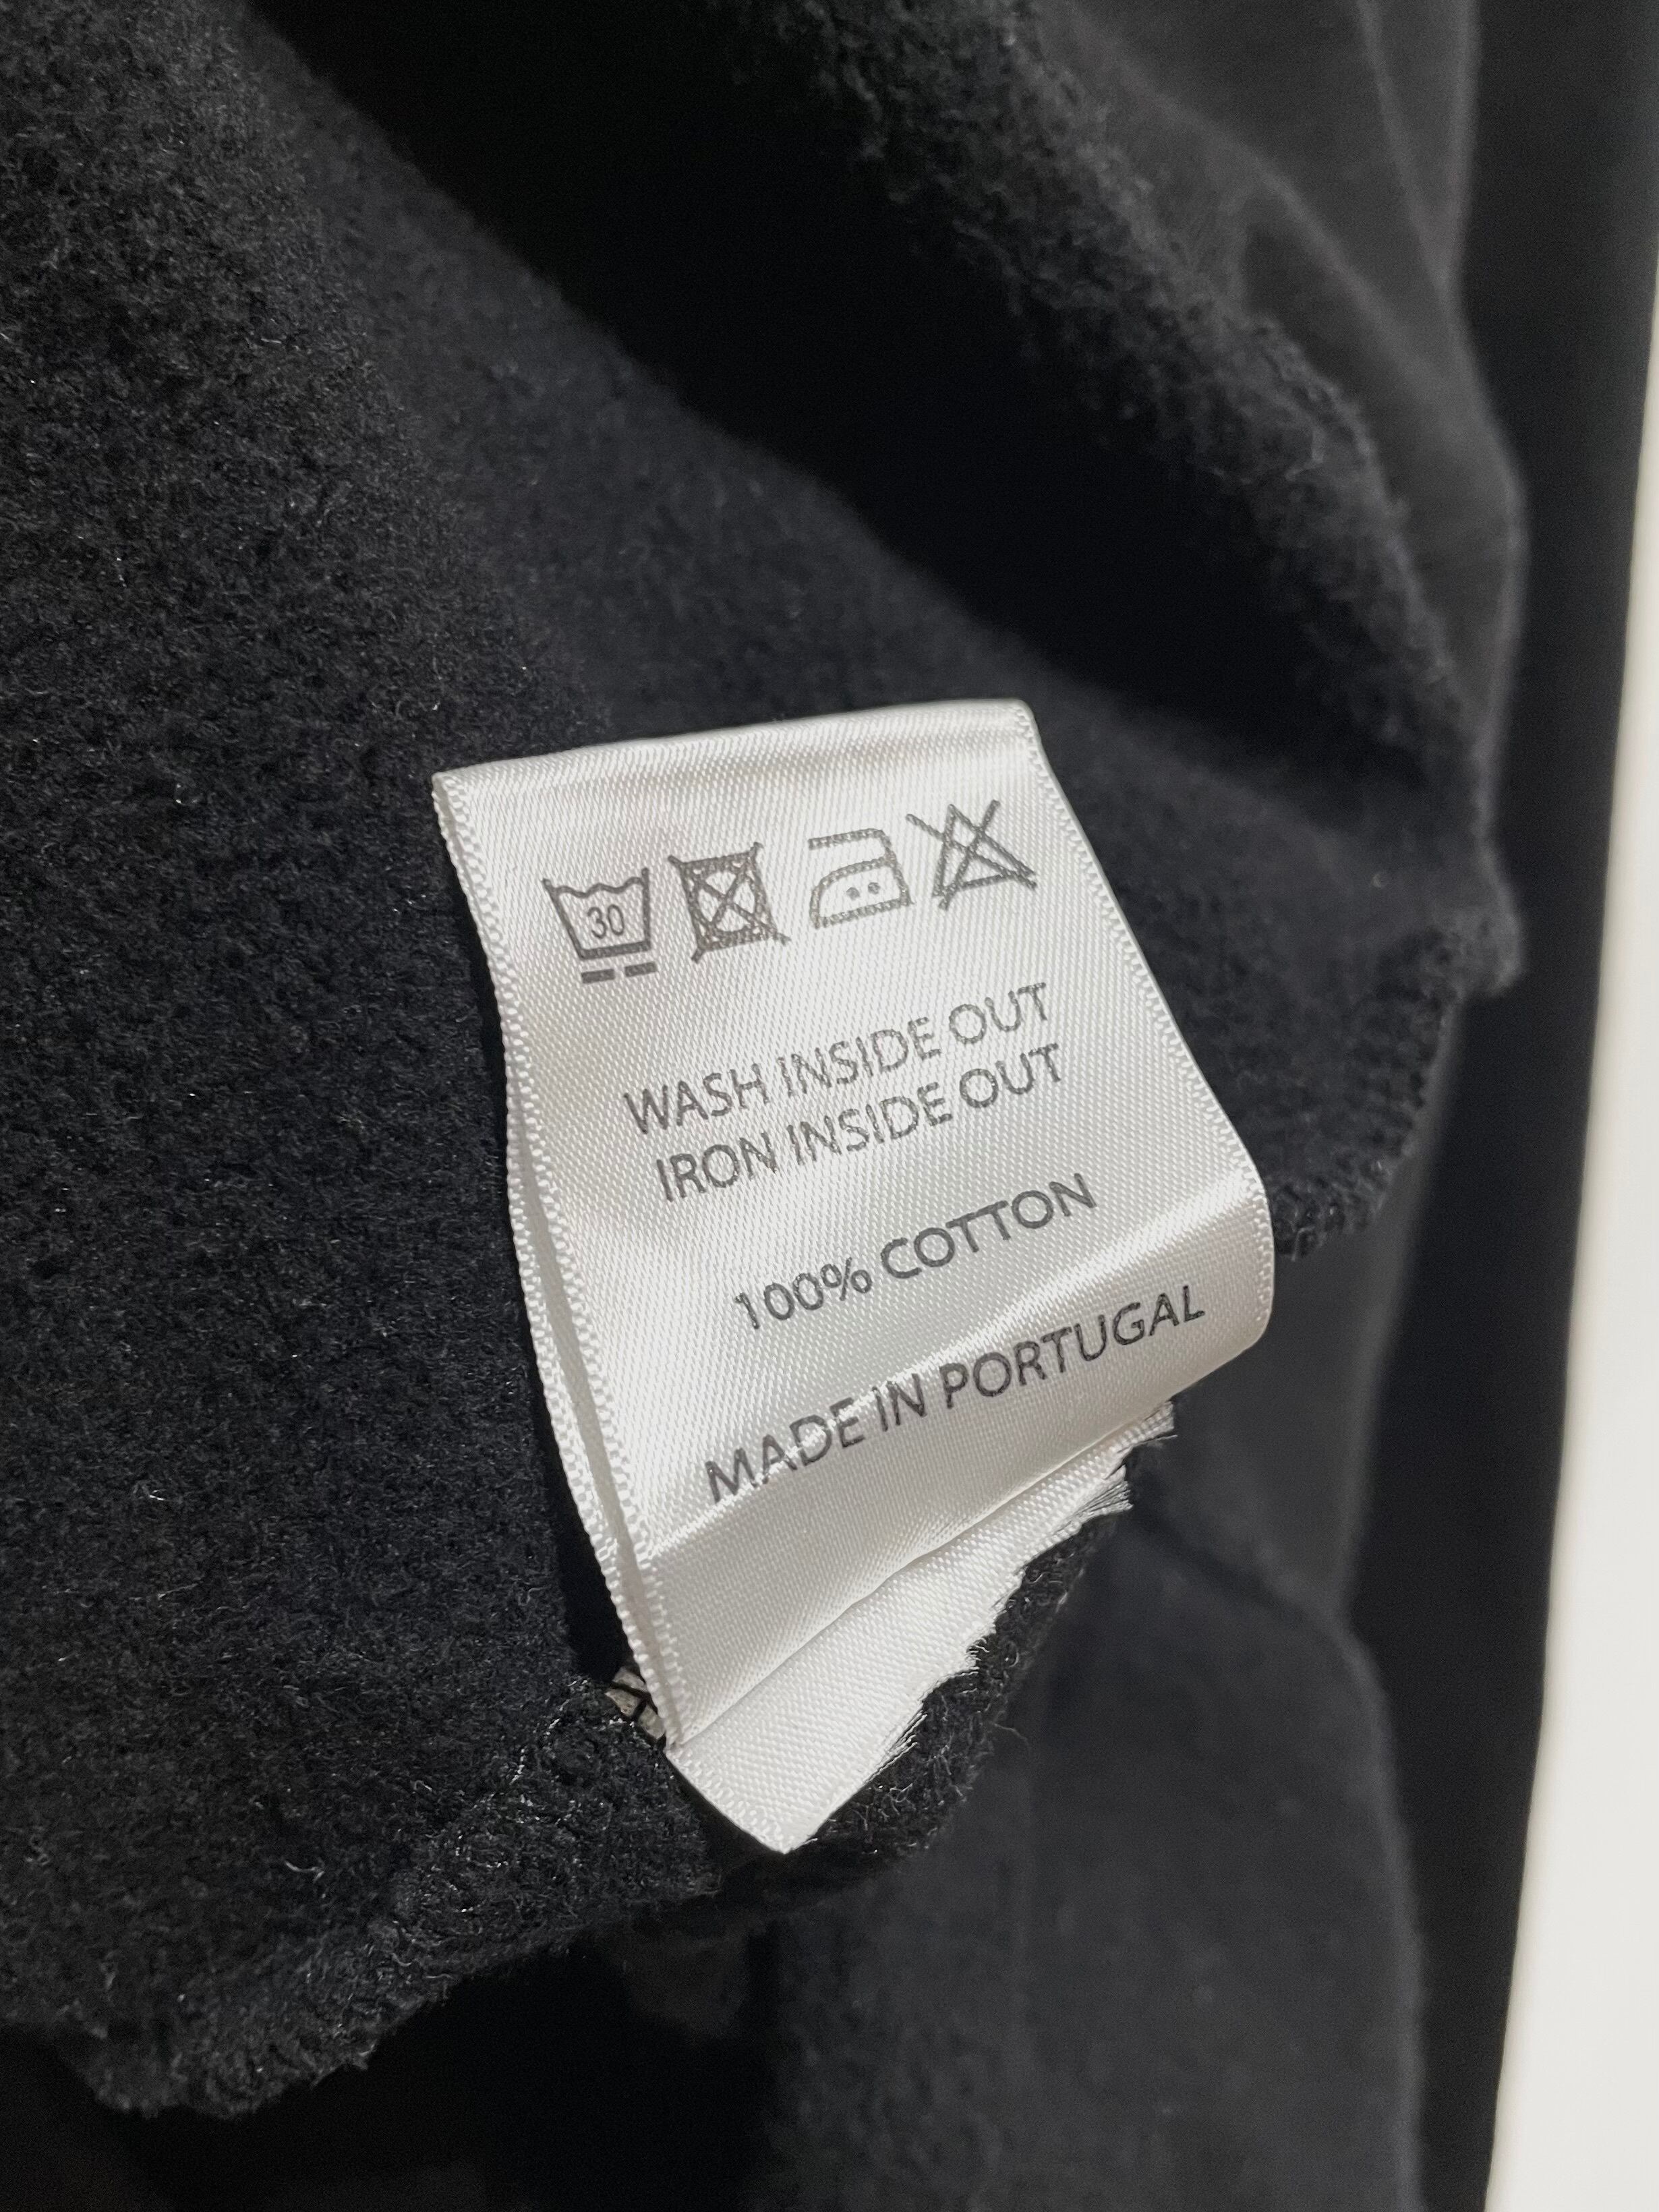 30
WASH INSIDE OUT
IRON INSIDE OUT
100% COTTON
MADE IN PORTUGAL